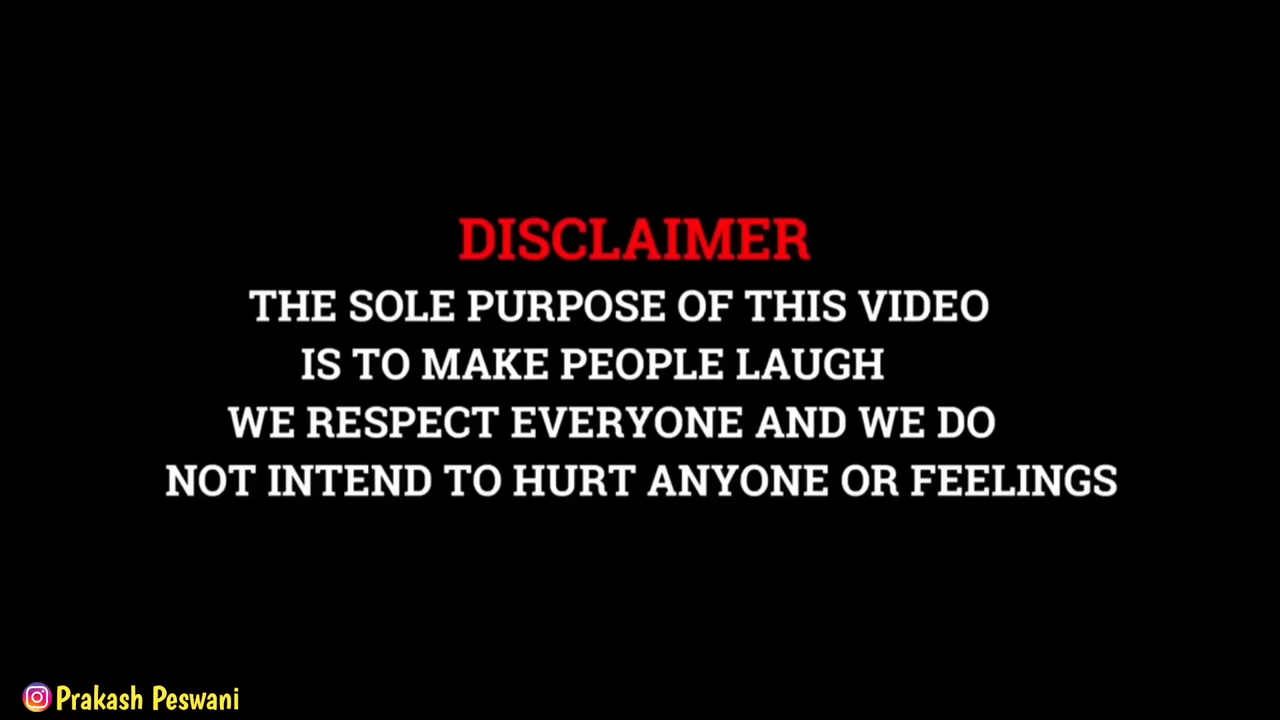 DISCLAIMER
THE SOLE PURPOSE OF THIS VIDEO
IS TO MAKE PEOPLE LAUGH
WE RESPECT EVERYONE AND WE DO
NOT INTEND TO HURT ANYONE OR FEELINGS
Prakash Peswani